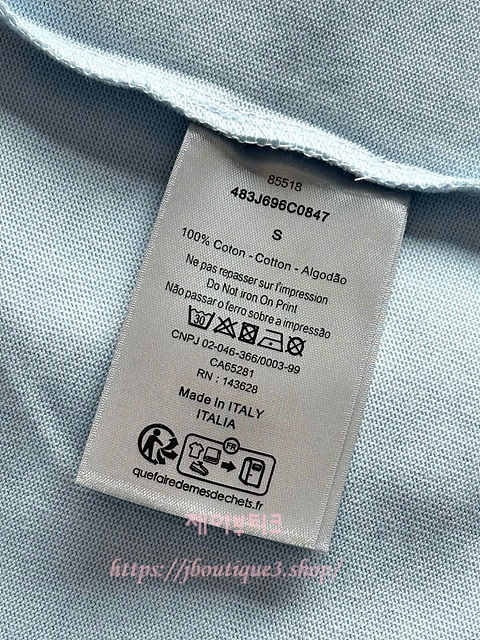 85518
483J696C0847
S
100% Coton - Cotton - Algodão
Ne pas repasser sur l'impression
Do Not iron On Print
Não passar o ferro sobre a impressão
30
CNPJ 02-046-366/0003-99
CA65281
RN : 143628
Made In ITALY
ITALIA
FR
quefairedemesdechets.fr
제이부티크
https://jboutique3.shop/